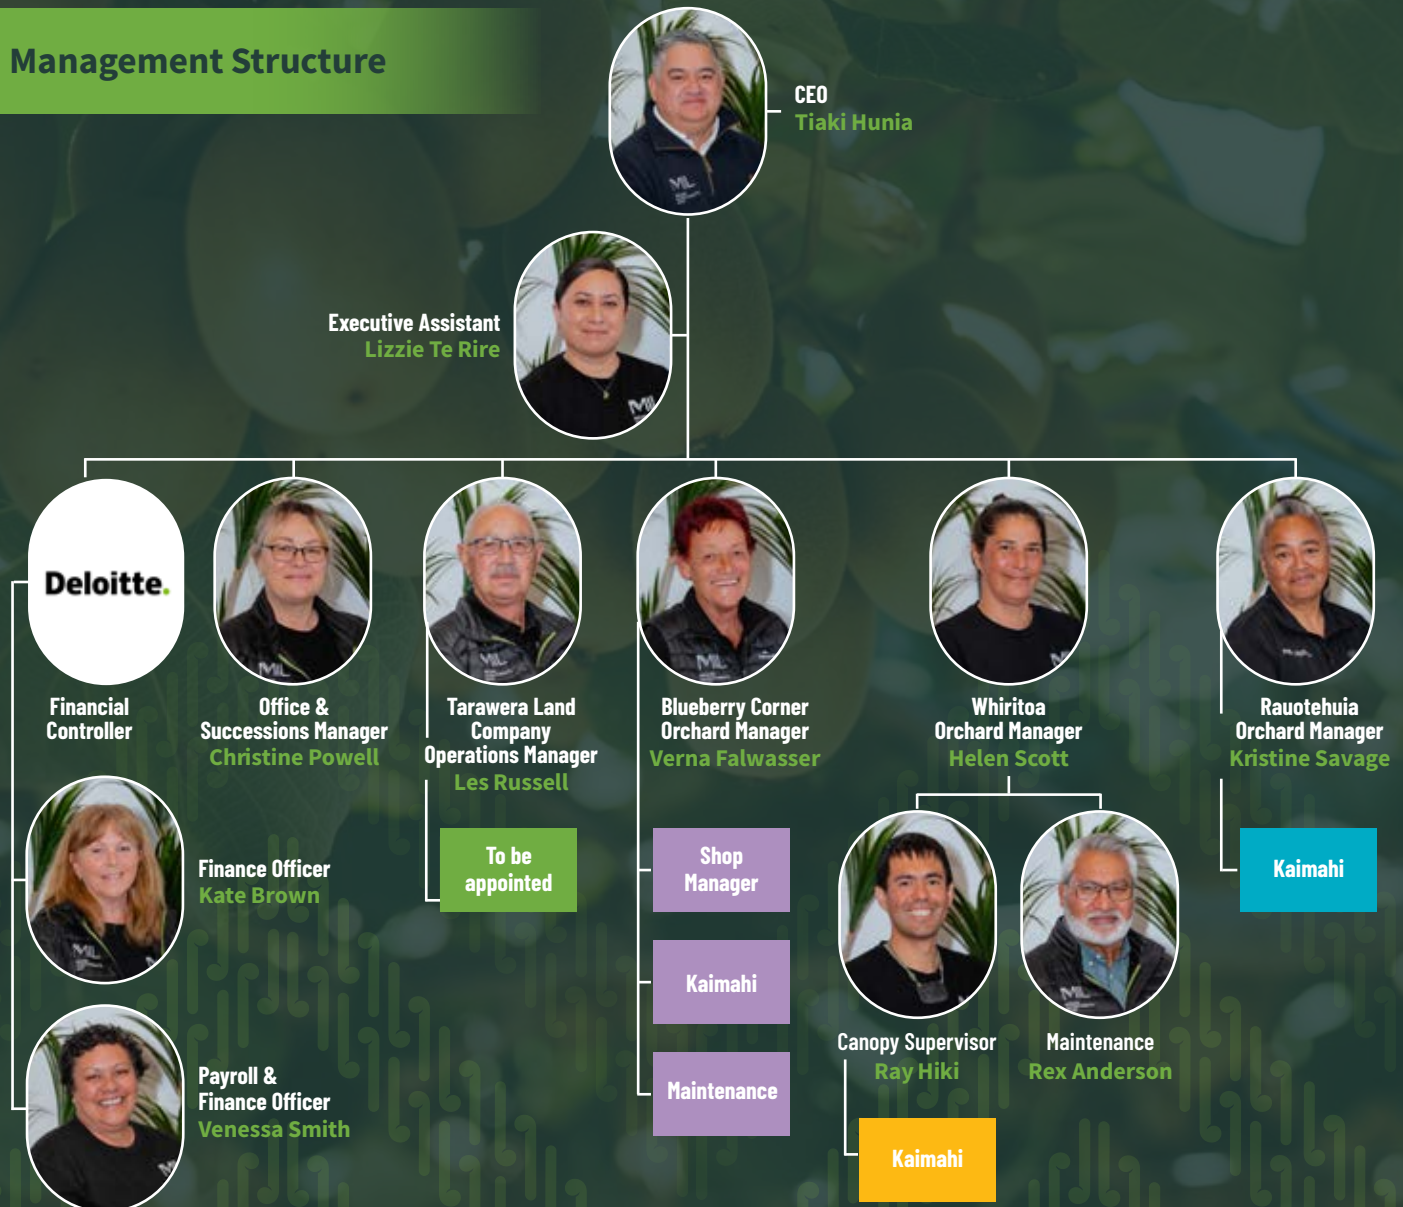 Management Structure
CEO
Tiaki Hunia
Executive Assistant
Lizzie Te Rire
Deloitte.
Financial
Controller
Office &
Successions Manager
Christine Powell
Tarawera Land
Company
Operations Manager
Les Russell
Blueberry Corner
Orchard Manager
Verna Falwasser
Whiritoa
Orchard Manager
Helen Scott
Rauotehuia
Orchard Manager
Kristine Savage
Finance Officer
Kate Brown
Payroll &
Finance Officer
Venessa Smith
To be
appointed
Shop
Manager
Kaimahi
Maintenance
Canopy Supervisor
Ray Hiki
Maintenance
Rex Anderson
Kaimahi
Kaimahi